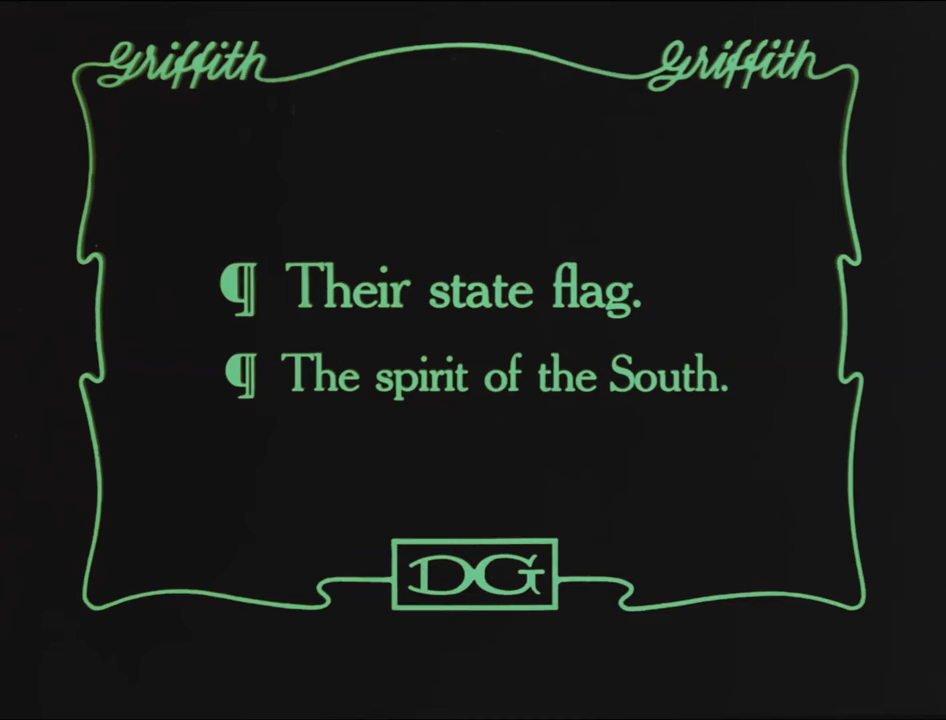 Griffith Griffith
¶ Their state flag.
¶ The spirit of the South.
DG